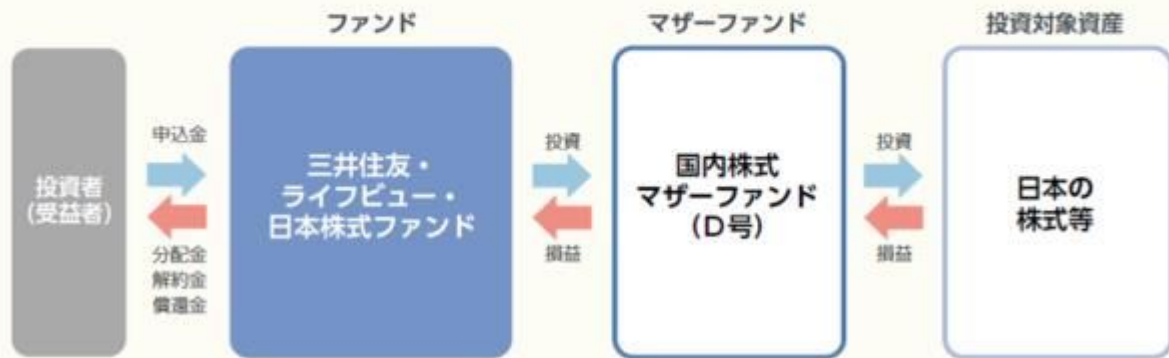 ファンド
マザーファンド
投資対象資産
投資者
(受益者)
申込金
分配金
解約金
償還金
三井住友・
ライフビュー・
日本株式ファンド
投資
損益
国内株式
マザーファンド
(D号)
投資
損益
日本の
株式等